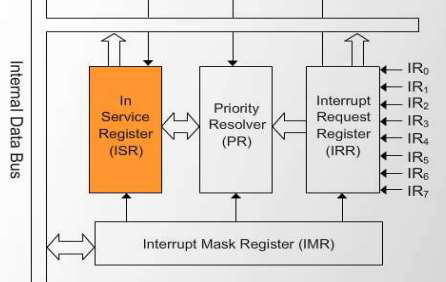 Internal Data Bus
In
Service
Register
(ISR)
Priority
Resolver
(PR)
Interrupt
Request
Register
(IRR)
IR₀
IR₁
IR₂
IR₃
IR₄
IR₅
IR₆
IR₇
Interrupt Mask Register (IMR)